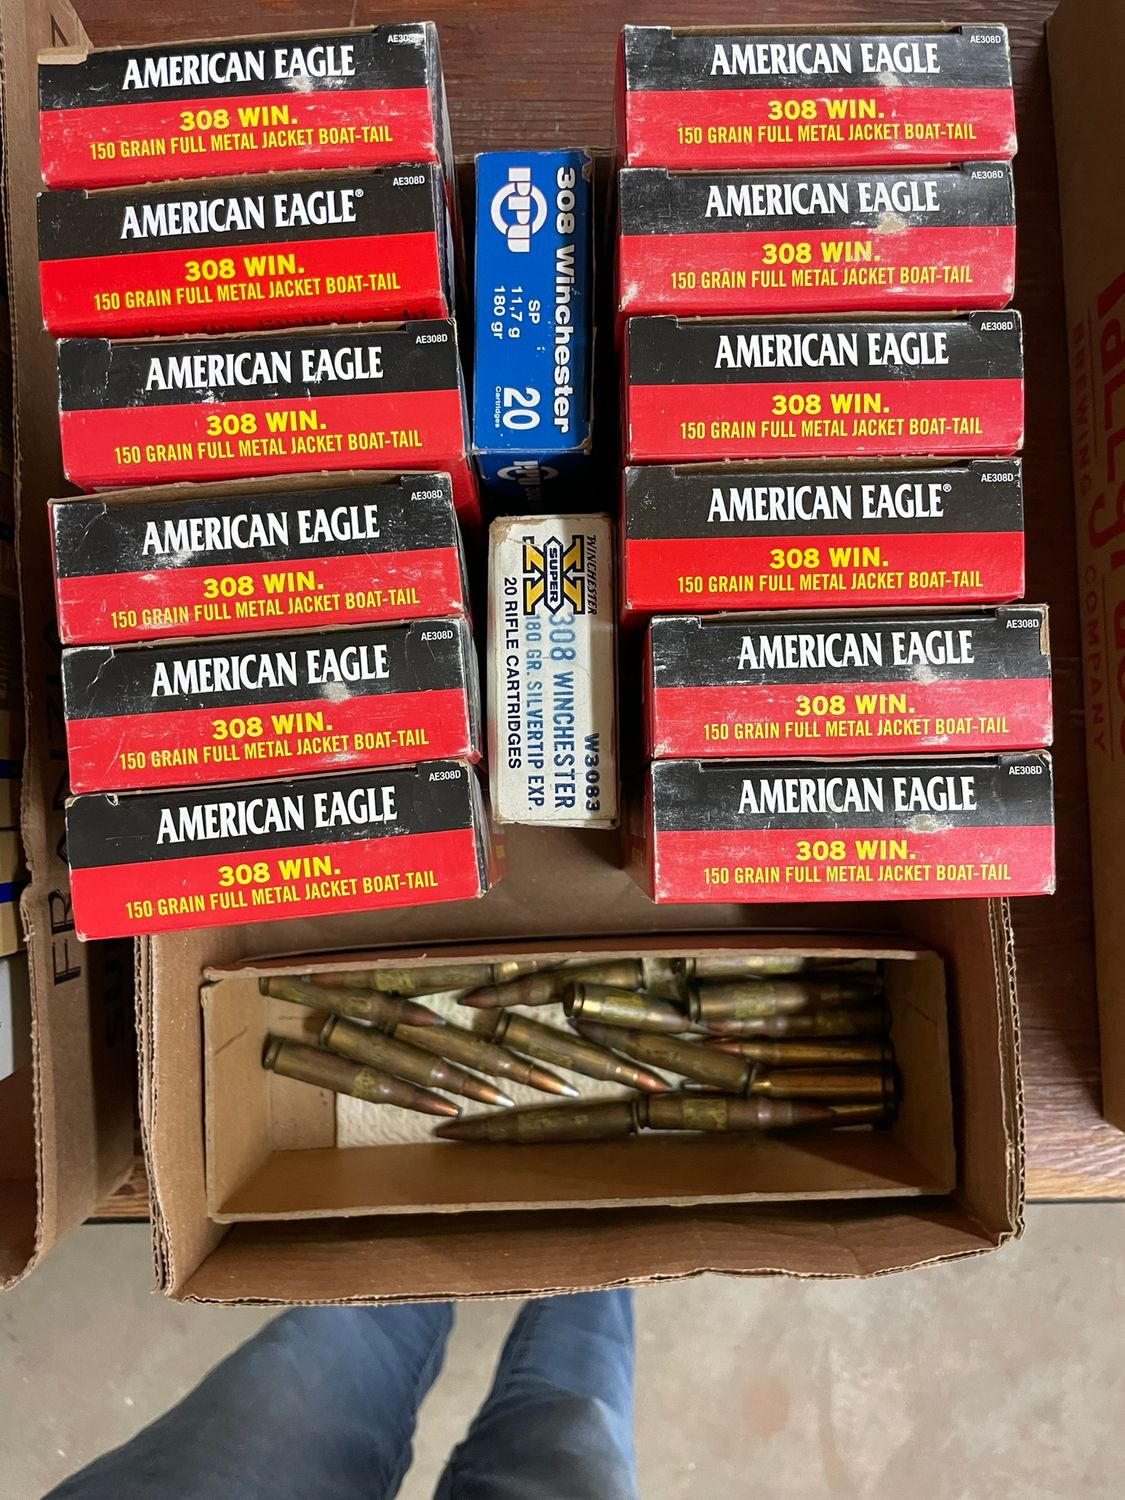 AMERICAN EAGLE
308 WIN.
150 GRAIN FULL METAL JACKET BOAT-TAIL
AE308D
AMERICAN EAGLE®
308 WIN.
150 GRAIN FULL METAL JACKET BOAT-TAIL
AE308D
AMERICAN EAGLE
308 WIN.
150 GRAIN FULL METAL JACKET BOAT-TAIL
AE308D
AMERICAN EAGLE
308 WIN.
150 GRAIN FULL METAL JACKET BOAT-TAIL
AE308D
AMERICAN EAGLE
308 WIN.
150 GRAIN FULL METAL JACKET BOAT-TAIL
AE308D
AMERICAN EAGLE
308 WIN.
150 GRAIN FULL METAL JACKET BOAT-TAIL
PPU
308 Winchester
SP
11,7 g
180 gr
20
Cartridges
PPU 308
WINCHESTER
SUPER X
308 WINCHESTER
180 GR. SILVERTIP EXP.
20 RIFLE CARTRIDGES
W3083
AE308D
AMERICAN EAGLE
308 WIN.
150 GRAIN FULL METAL JACKET BOAT-TAIL
AE308D
AMERICAN EAGLE
308 WIN.
150 GRAIN FULL METAL JACKET BOAT-TAIL
AE308D
AMERICAN EAGLE
308 WIN.
150 GRAIN FULL METAL JACKET BOAT-TAIL
AE308D
AMERICAN EAGLE®
308 WIN.
150 GRAIN FULL METAL JACKET BOAT-TAIL
AE308D
AMERICAN EAGLE
308 WIN.
150 GRAIN FULL METAL JACKET BOAT-TAIL
AE308D
AMERICAN EAGLE
308 WIN.
150 GRAIN FULL METAL JACKET BOAT-TAIL
BREWING COMPANY